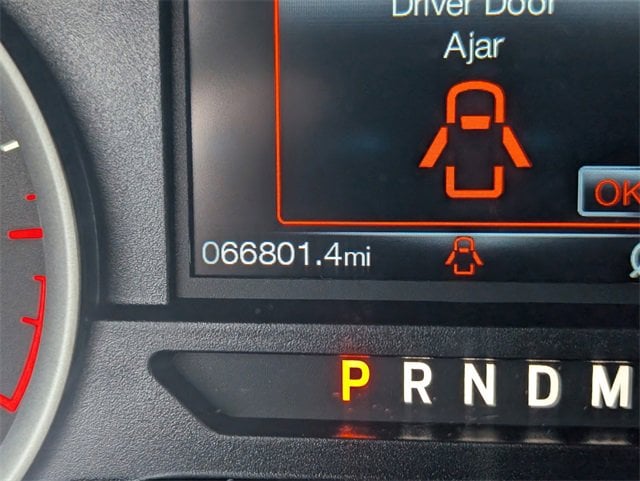 Driver Door
Ajar
OK
066801.4mi
P R N D M